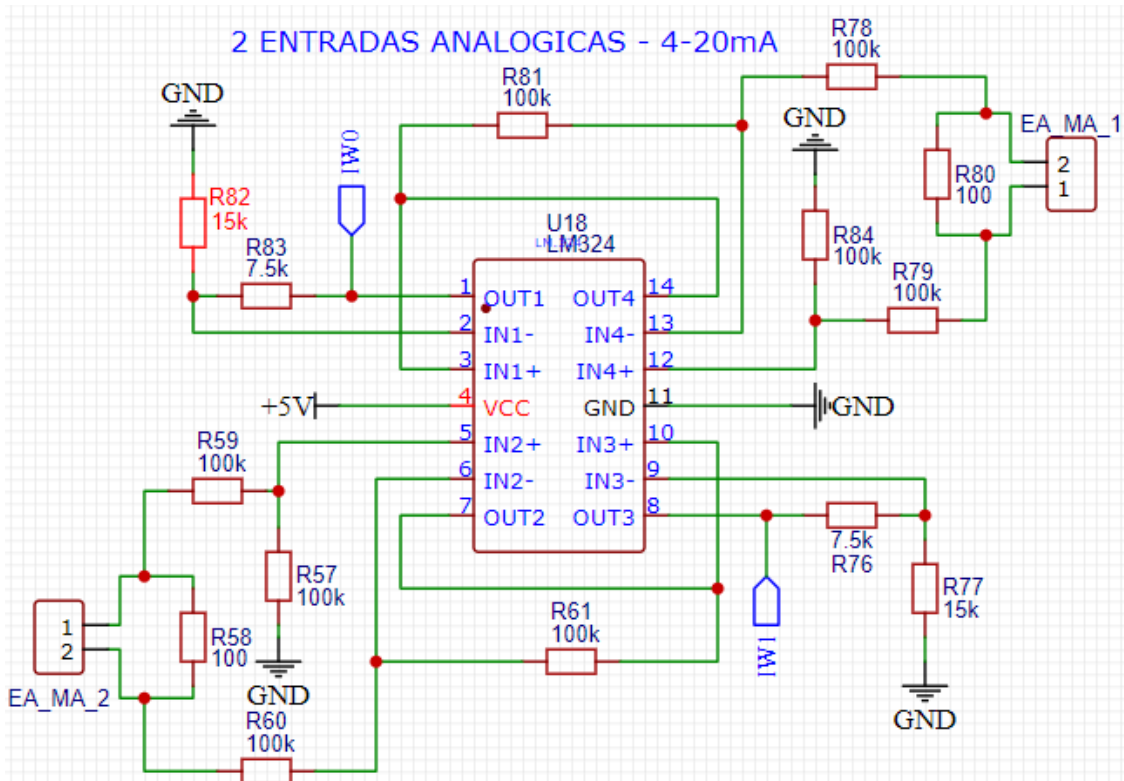 2 ENTRADAS ANALOGICAS - 4-20mA
R78
100k
R81
100k
GND
GND
EA_MA_1
IW0
R80
100
2
1
R82
15k
U18
LM324
R84
100k
R83
7.5k
R79
100k
1 OUT1 OUT4 14
2 IN1- IN4- 13
3 IN1+ IN4+ 12
+5V 4 VCC GND 11 GND
5 IN2+ IN3+ 10
6 IN2- IN3- 9
7 OUT2 OUT3 8
R59
100k
7.5k
R76
R57
100k
R77
15k
R61
100k
1
2
R58
100
IW1
EA_MA_2
GND
GND
R60
100k